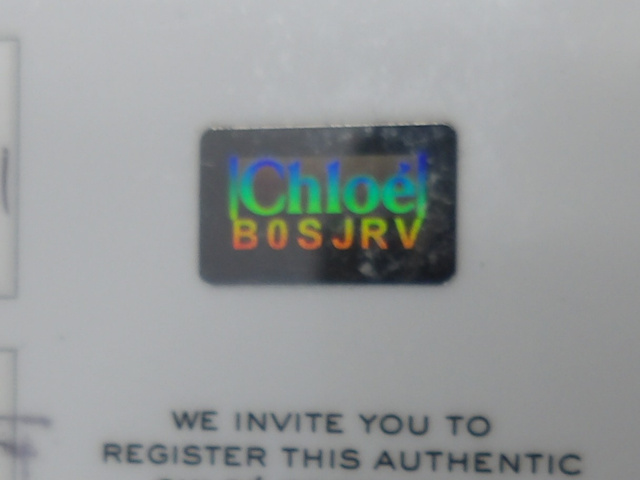 Chloé
B0SJRV
WE INVITE YOU TO
REGISTER THIS AUTHENTIC